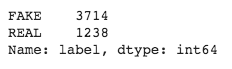 FAKE    3714
REAL    1238
Name: label, dtype: int64